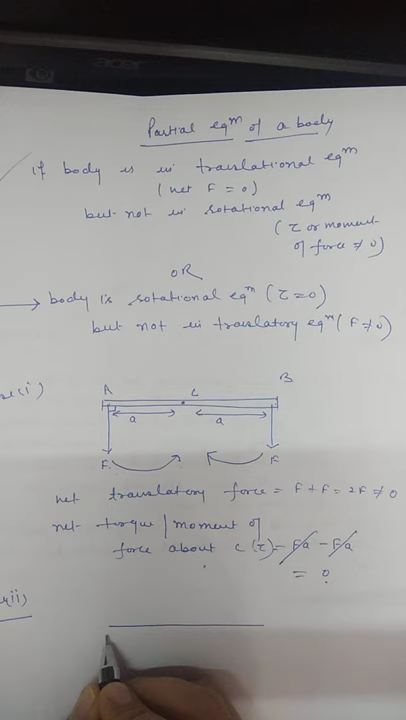 acer
Partial eqm of a body
if body is in translational eqm
( net F = 0)
but not in rotational eqm
( τ or moment
of force ≠ 0)
OR
→ body is rotational eqm ( τ = 0)
but not in translatory eqm ( F ≠ 0)
(i)
A C B
a a
F F
net translatory force = F + F = 2F ≠ 0
net torque / moment of
force about C (τ) = Fa - Fa
= 0
(ii)